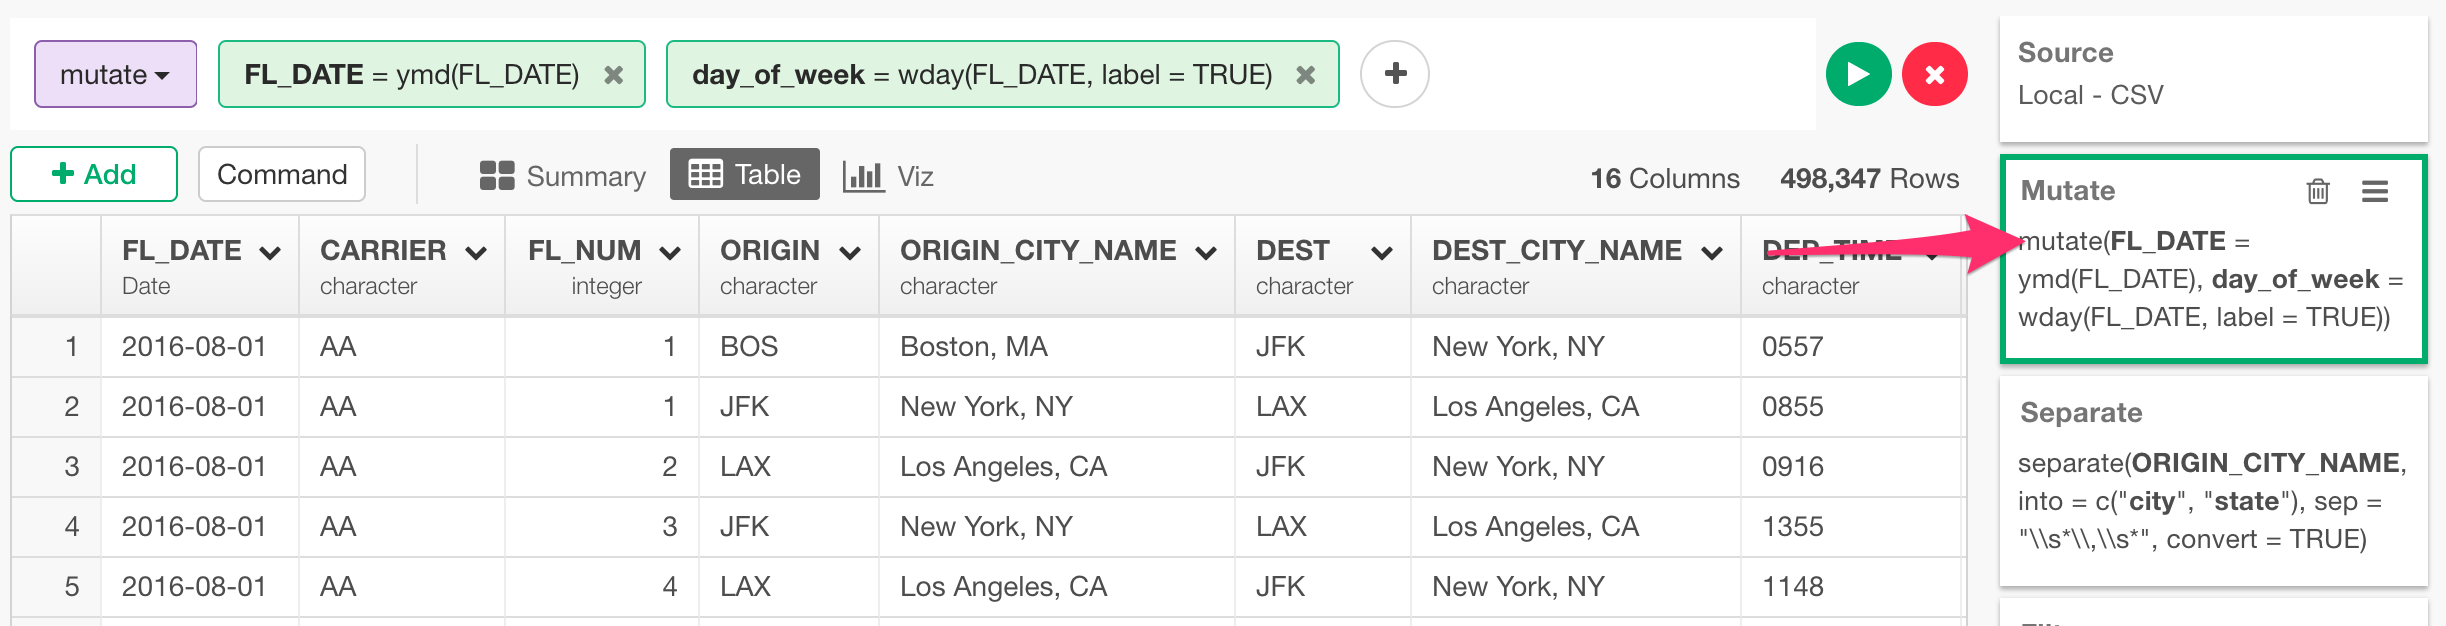 mutate
FL_DATE = ymd(FL_DATE)
day_of_week = wday(FL_DATE, label = TRUE)
Add
Command
Summary
Table
Viz
16 Columns
498,347 Rows
FL_DATE CARRIER FL_NUM ORIGIN ORIGIN_CITY_NAME DEST DEST_CITY_NAME DEP_TIME
Date character integer character character character character character
1 2016-08-01 AA 1 BOS Boston, MA JFK New York, NY 0557
2 2016-08-01 AA 1 JFK New York, NY LAX Los Angeles, CA 0855
3 2016-08-01 AA 2 LAX Los Angeles, CA JFK New York, NY 0916
4 2016-08-01 AA 3 JFK New York, NY LAX Los Angeles, CA 1355
5 2016-08-01 AA 4 LAX Los Angeles, CA JFK New York, NY 1148
Source
Local - CSV
Mutate
mutate(FL_DATE =
ymd(FL_DATE), day_of_week =
wday(FL_DATE, label = TRUE))
Separate
separate(ORIGIN_CITY_NAME,
into = c("city", "state"), sep =
"\\s*\\,\\s*", convert = TRUE)